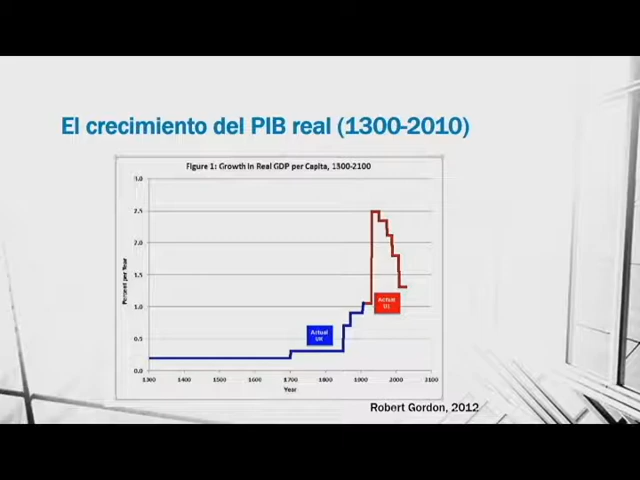 El crecimiento del PIB real (1300-2010)
Figure 1: Growth in Real GDP per Capita, 1300-2100
3.0
2.5
2.0
1.5
1.0
0.5
0.0
Percent per Year
Actual
UK
Actual
1300 1400 1500 1600 1700 1800 1900 2000 2100
Year
Robert Gordon, 2012